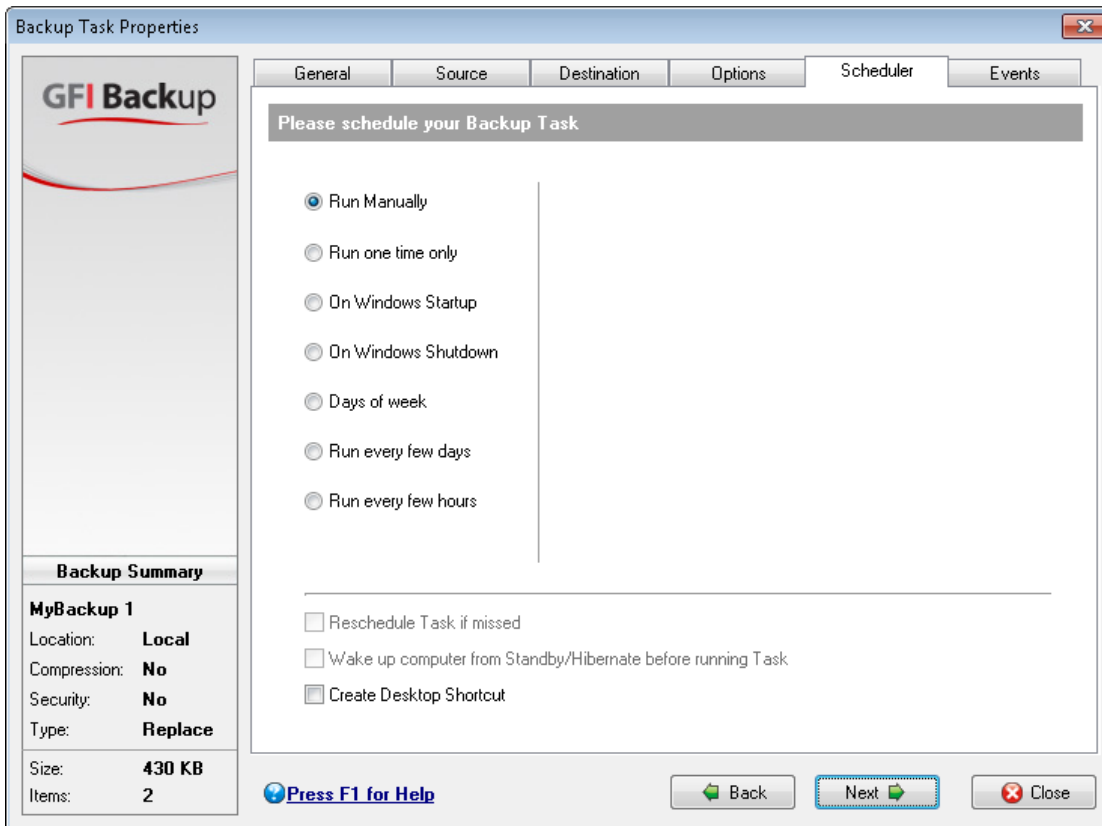 Backup Task Properties
GFI Backup
General Source Destination Options Scheduler Events
Please schedule your Backup Task
Run Manually
Run one time only
On Windows Startup
On Windows Shutdown
Days of week
Run every few days
Run every few hours
Reschedule Task if missed
Wake up computer from Standby/Hibernate before running Task
Create Desktop Shortcut
Backup Summary
MyBackup 1
Location: Local
Compression: No
Security: No
Type: Replace
Size: 430 KB
Items: 2
Press F1 for Help
Back Next Close